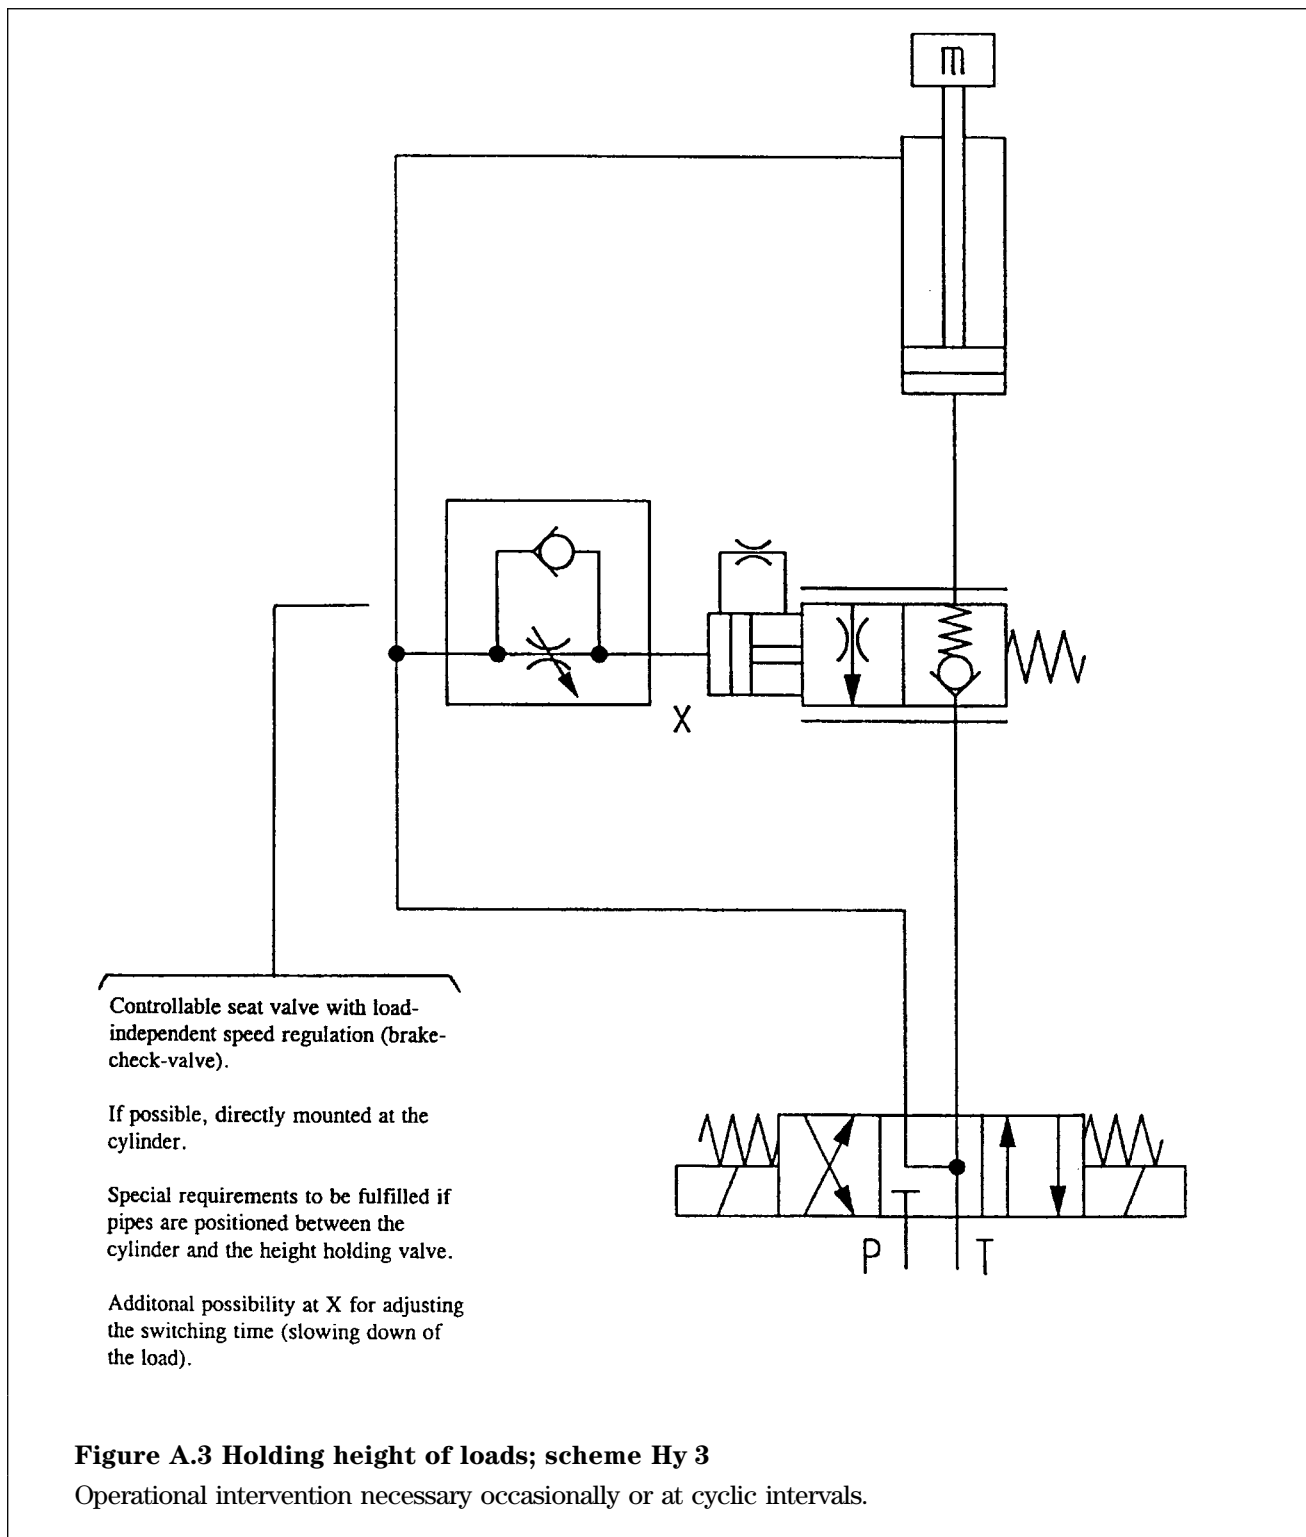 m
X
Controllable seat valve with load-
independent speed regulation (brake-
check-valve).
If possible, directly mounted at the
cylinder.
Special requirements to be fulfilled if
pipes are positioned between the
cylinder and the height holding valve.
Additonal possibility at X for adjusting
the switching time (slowing down of
the load).
P T
Figure A.3 Holding height of loads; scheme Hy 3
Operational intervention necessary occasionally or at cyclic intervals.